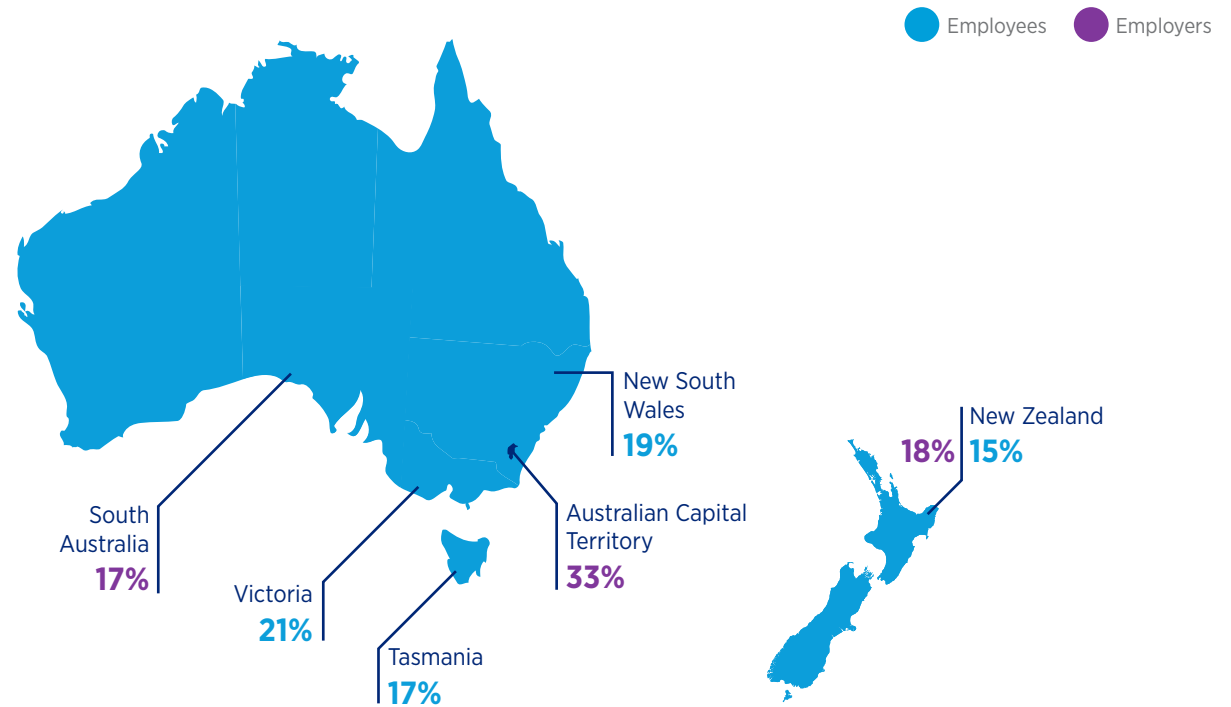 Employees
Employers
New South
Wales
19%
New Zealand
18%
15%
South
Australia
17%
Australian Capital
Territory
33%
Victoria
21%
Tasmania
17%